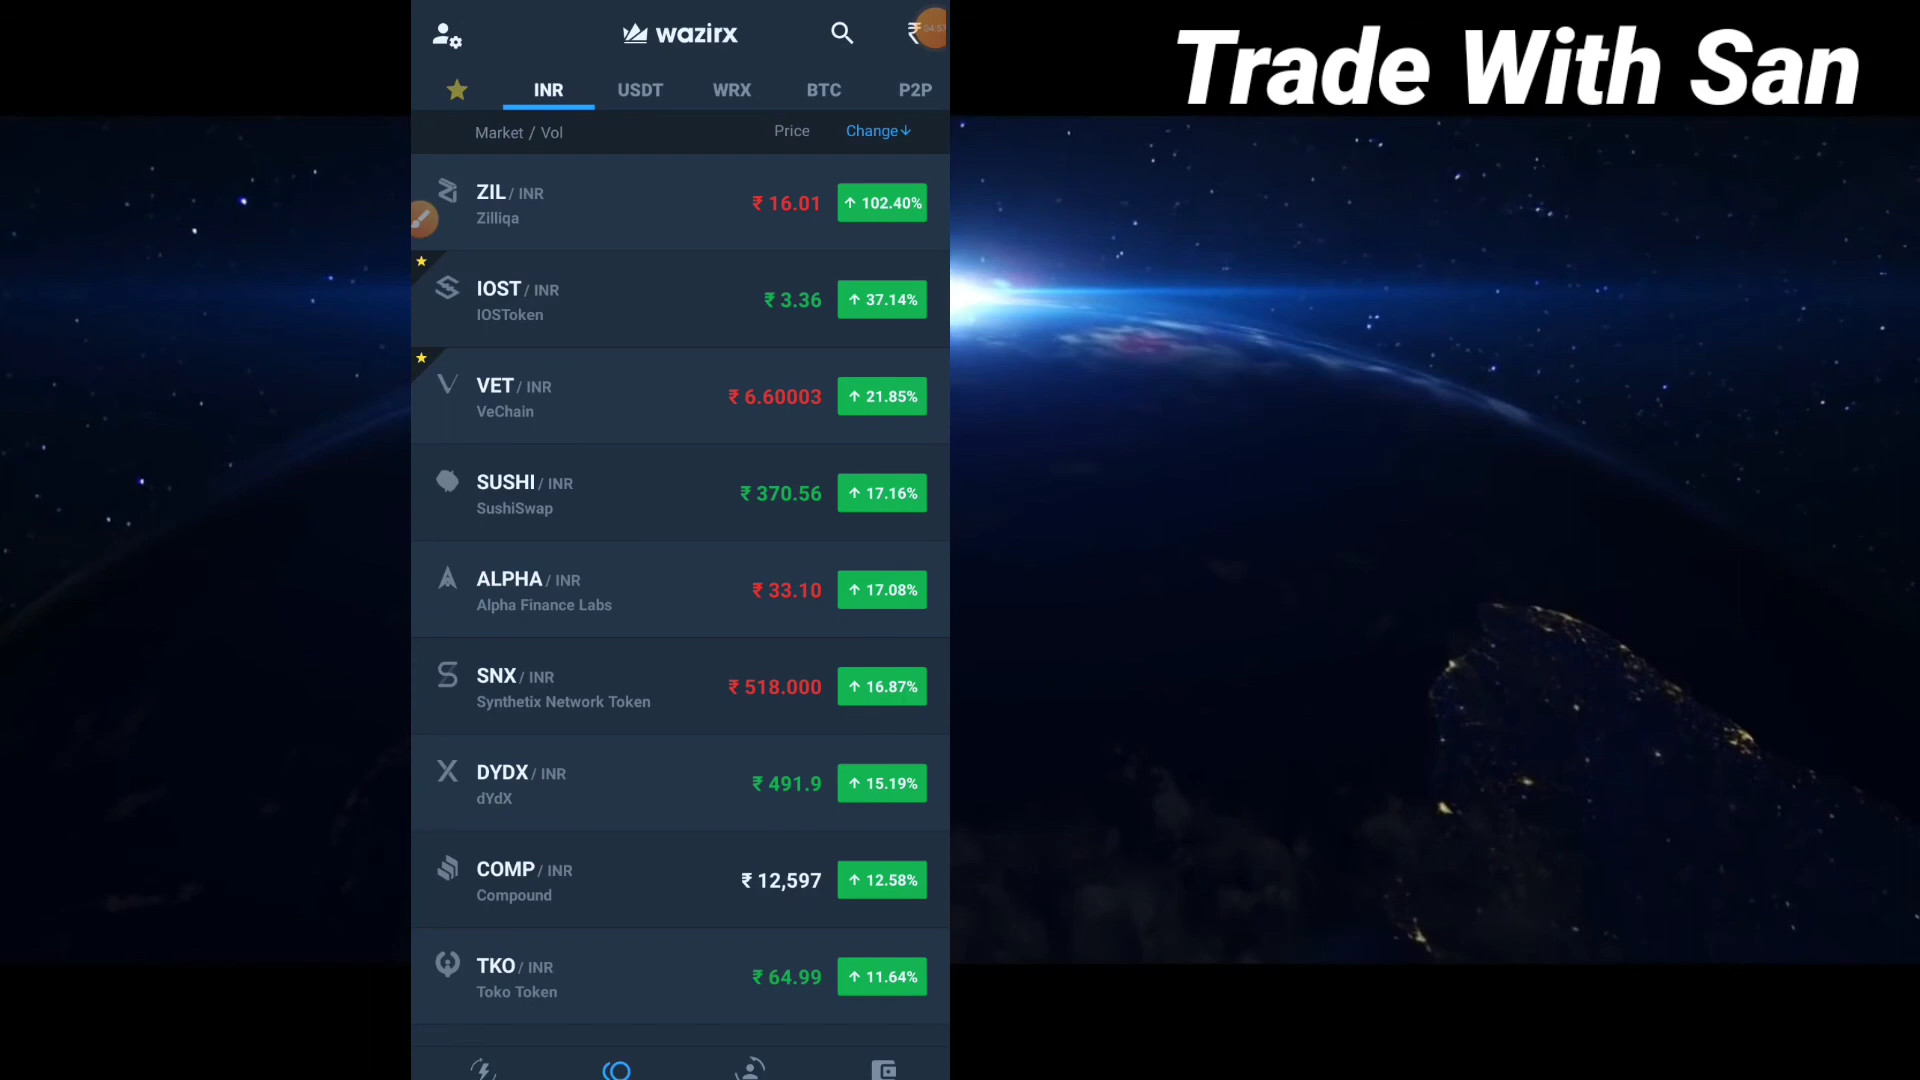 Trade With San
wazirx
₹
04:57
INR USDT WRX BTC P2P
Market / Vol Price Change↓
ZIL / INR ₹ 16.01 ↑ 102.40%
Zilliqa
IOST / INR ₹ 3.36 ↑ 37.14%
IOSToken
VET / INR ₹ 6.60003 ↑ 21.85%
VeChain
SUSHI / INR ₹ 370.56 ↑ 17.16%
SushiSwap
ALPHA / INR ₹ 33.10 ↑ 17.08%
Alpha Finance Labs
SNX / INR ₹ 518.000 ↑ 16.87%
Synthetix Network Token
DYDX / INR ₹ 491.9 ↑ 15.19%
dYdX
COMP / INR ₹ 12,597 ↑ 12.58%
Compound
TKO / INR ₹ 64.99 ↑ 11.64%
Toko Token